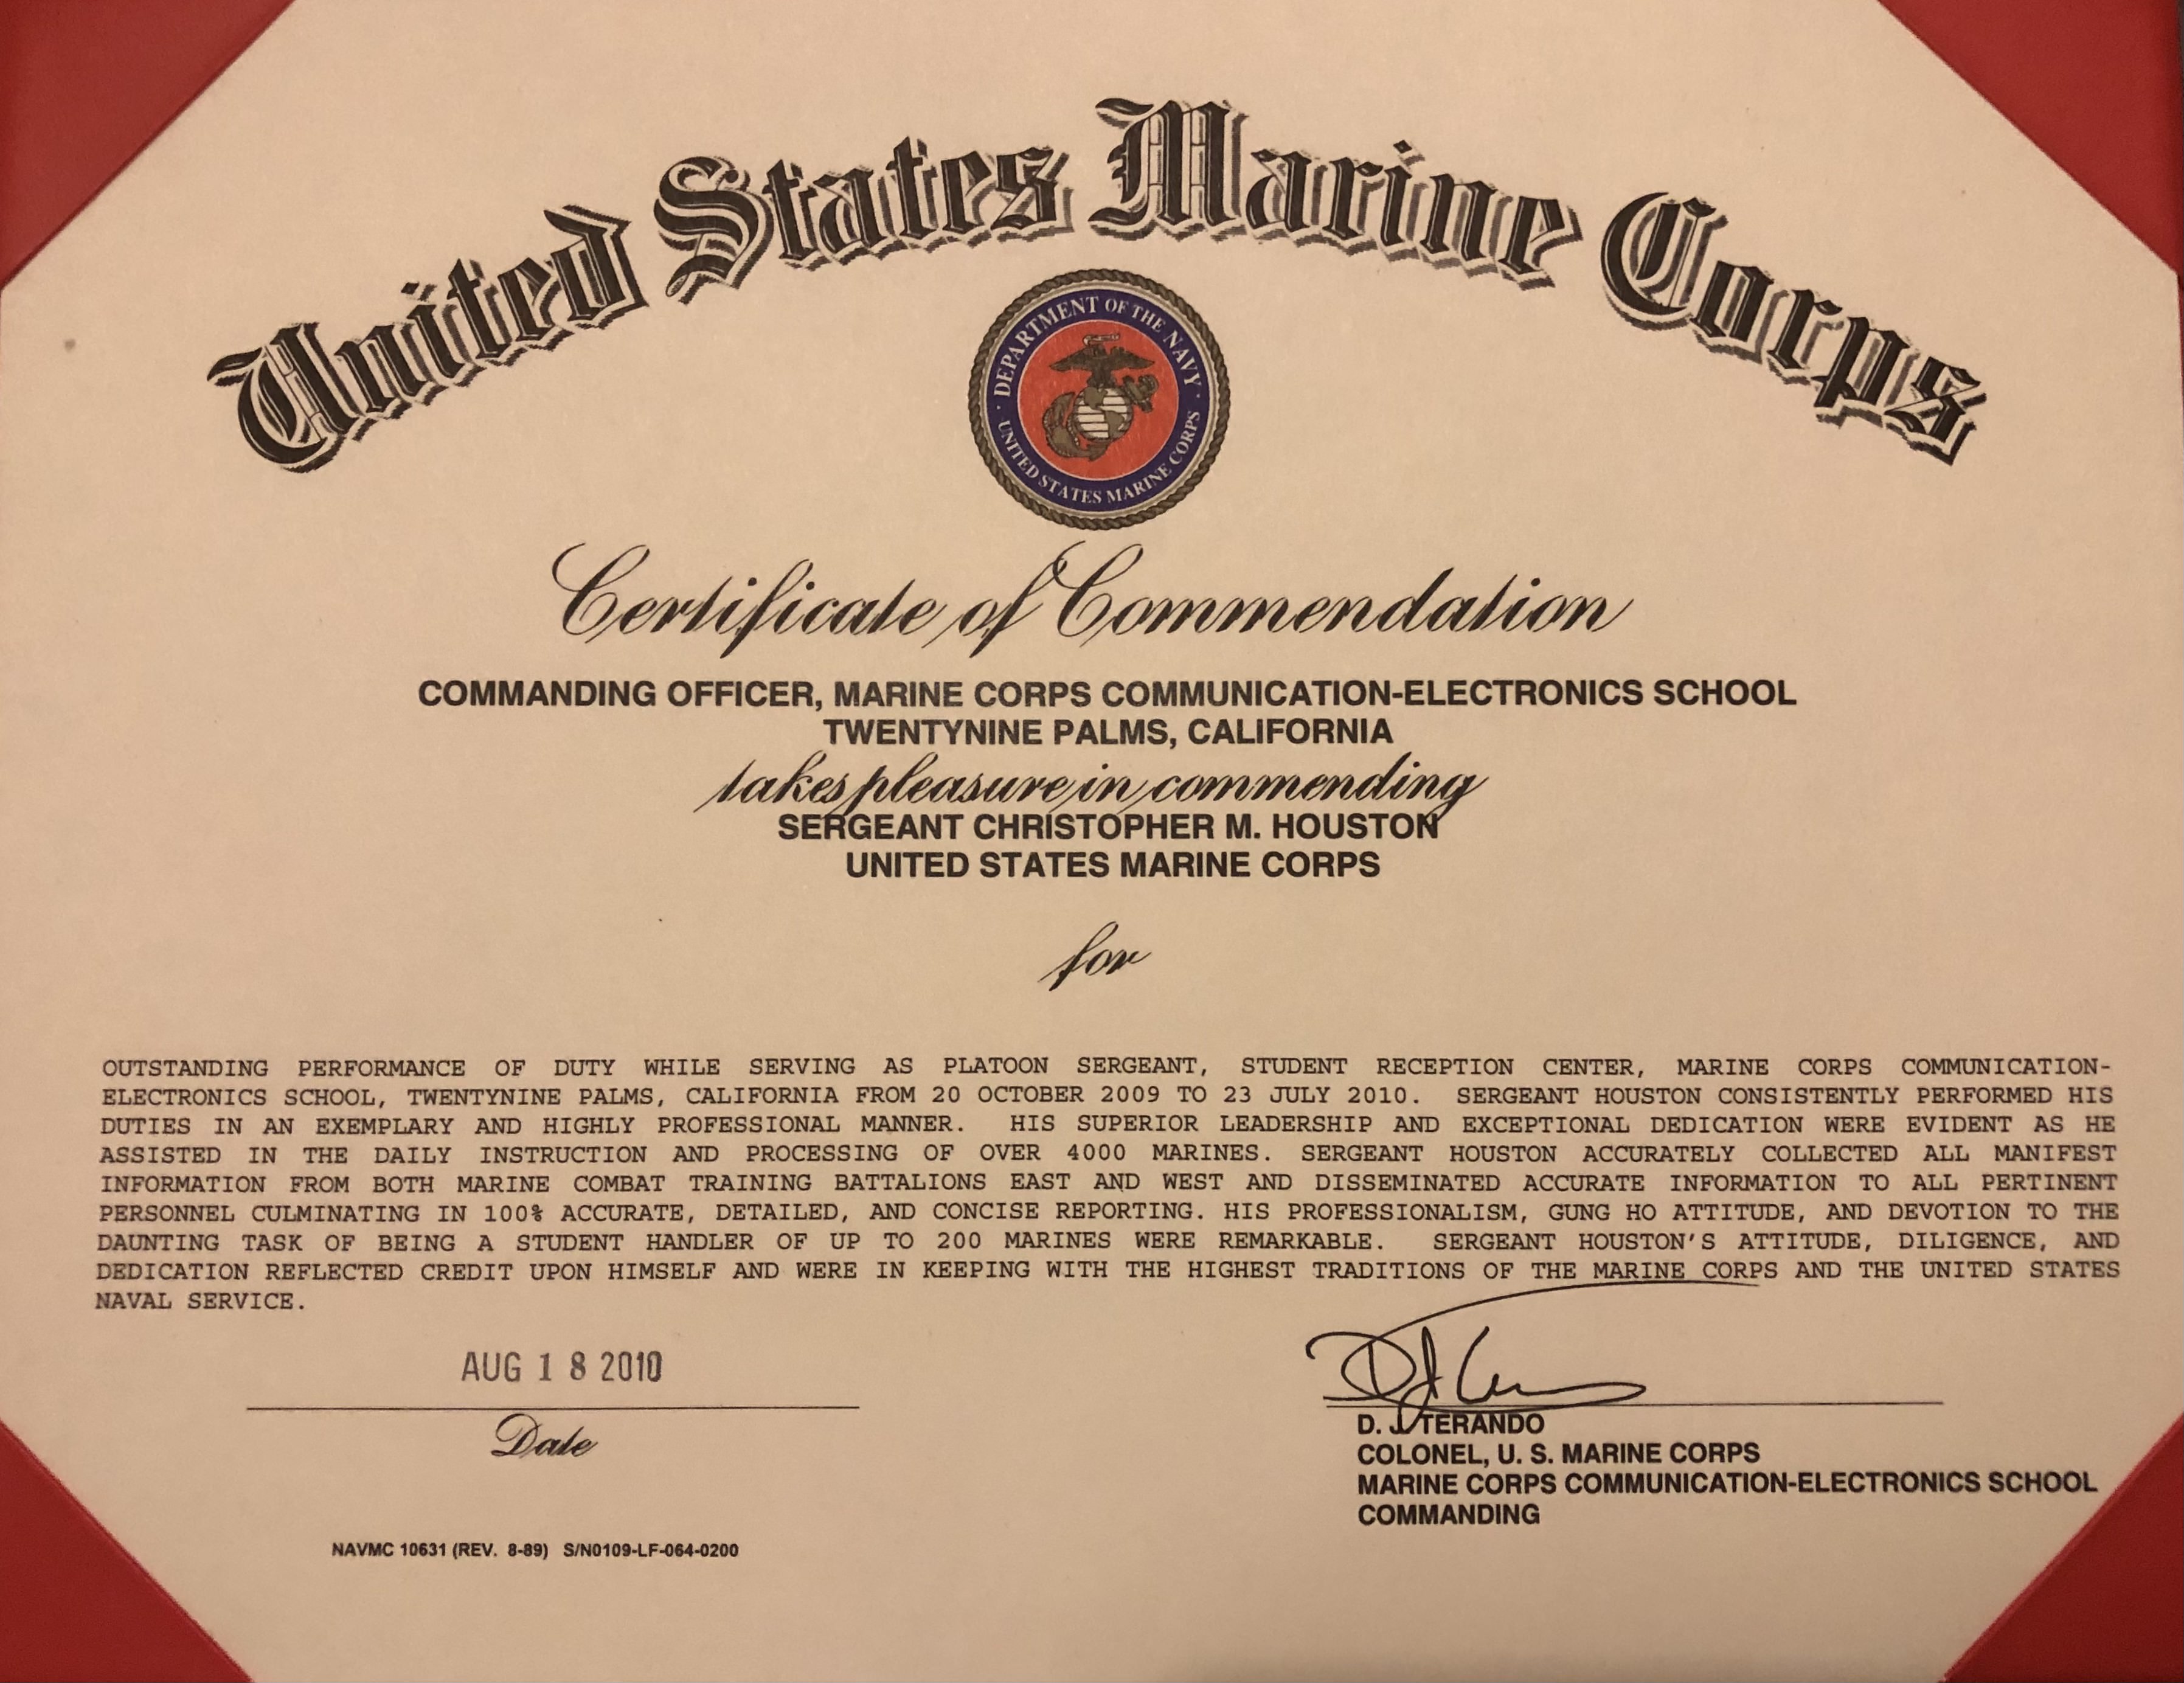 United States Marine Corps
DEPARTMENT OF THE NAVY
UNITED STATES MARINE CORPS
Certificate of Commendation
COMMANDING OFFICER, MARINE CORPS COMMUNICATION-ELECTRONICS SCHOOL
TWENTYNINE PALMS, CALIFORNIA
takes pleasure in commending
SERGEANT CHRISTOPHER M. HOUSTON
UNITED STATES MARINE CORPS
for
OUTSTANDING PERFORMANCE OF DUTY WHILE SERVING AS PLATOON SERGEANT, STUDENT RECEPTION CENTER, MARINE CORPS COMMUNICATION-
ELECTRONICS SCHOOL, TWENTYNINE PALMS, CALIFORNIA FROM 20 OCTOBER 2009 TO 23 JULY 2010. SERGEANT HOUSTON CONSISTENTLY PERFORMED HIS
DUTIES IN AN EXEMPLARY AND HIGHLY PROFESSIONAL MANNER. HIS SUPERIOR LEADERSHIP AND EXCEPTIONAL DEDICATION WERE EVIDENT AS HE
ASSISTED IN THE DAILY INSTRUCTION AND PROCESSING OF OVER 4000 MARINES. SERGEANT HOUSTON ACCURATELY COLLECTED ALL MANIFEST
INFORMATION FROM BOTH MARINE COMBAT TRAINING BATTALIONS EAST AND WEST AND DISSEMINATED ACCURATE INFORMATION TO ALL PERTINENT
PERSONNEL CULMINATING IN 100% ACCURATE, DETAILED, AND CONCISE REPORTING. HIS PROFESSIONALISM, GUNG HO ATTITUDE, AND DEVOTION TO THE
DAUNTING TASK OF BEING A STUDENT HANDLER OF UP TO 200 MARINES WERE REMARKABLE. SERGEANT HOUSTON'S ATTITUDE, DILIGENCE, AND
DEDICATION REFLECTED CREDIT UPON HIMSELF AND WERE IN KEEPING WITH THE HIGHEST TRADITIONS OF THE MARINE CORPS AND THE UNITED STATES
NAVAL SERVICE.
AUG 18 2010
Date
D. J. TERANDO
COLONEL, U. S. MARINE CORPS
MARINE CORPS COMMUNICATION-ELECTRONICS SCHOOL
COMMANDING
NAVMC 10631 (REV. 8-89) S/N0109-LF-064-0200